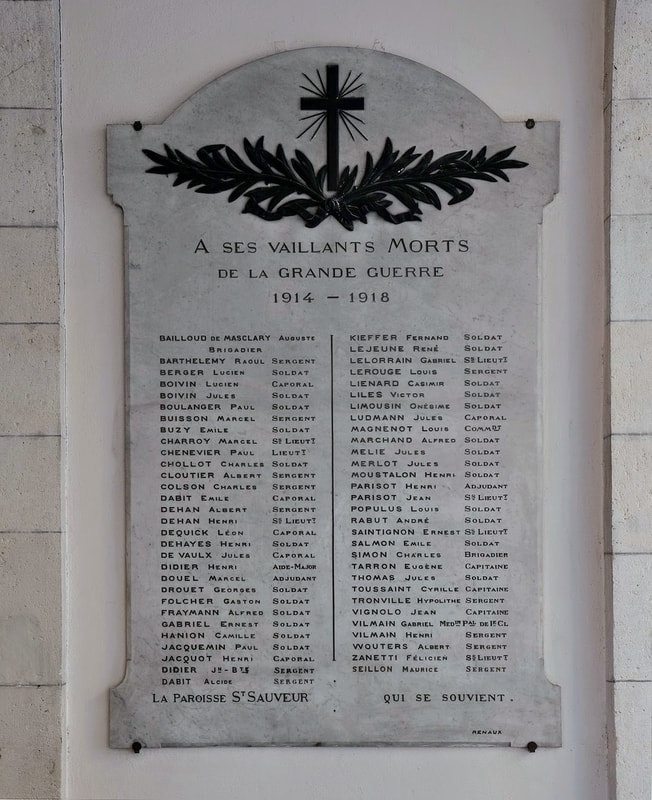 A SES VAILLANTS MORTS
DE LA GRANDE GUERRE
1914 – 1918
BAILLOUD DE MASCLARY AUGUSTE
BRIGADIER
BARTHELEMY RAOUL SERGENT
BERGER LUCIEN SOLDAT
BOIVIN LUCIEN CAPORAL
BOIVIN JULES SOLDAT
BOULANGER PAUL SOLDAT
BUISSON MARCEL SERGENT
BUZY EMILE SOLDAT
CHARROY MARCEL Sˢ LIEUTᵀ
CHENEVIER PAUL LIEUTᵀ
CHOLLOT CHARLES SOLDAT
CLOUTIER ALBERT SERGENT
COLSON CHARLES SERGENT
DABIT EMILE CAPORAL
DEHAN ALBERT SERGENT
DEHAN HENRI Sˢ LIEUTᵀ
DEQUICK LÉON CAPORAL
DEHAYES HENRI SOLDAT
DE VAULX JULES CAPORAL
DIDIER HENRI AIDE-MAJOR
DOUEL MARCEL ADJUDANT
DROUET GEORGES SOLDAT
FOLCHER GASTON SOLDAT
FRAYMANN ALFRED SOLDAT
GABRIEL ERNEST SOLDAT
HANION CAMILLE SOLDAT
JACQUEMIN PAUL SOLDAT
JACQUOT HENRI CAPORAL
DIDIER Jᴺ-Bᵀᴱ SERGENT
DABIT ALCIDE SERGENT
KIEFFER FERNAND SOLDAT
LEJEUNE RENÉ SOLDAT
LELORRAIN GABRIEL Sˢ LIEUTᵀ
LEROUGE LOUIS SERGENT
LIENARD CASIMIR SOLDAT
LILES VICTOR SOLDAT
LIMOUSIN ONÉSIME SOLDAT
LUDMANN JULES CAPORAL
MAGNENOT LOUIS COMMᴰᵀ
MARCHAND ALFRED SOLDAT
MELIE JULES SOLDAT
MERLOT JULES SOLDAT
MOUSTALON HENRI SOLDAT
PARISOT HENRI ADJUDANT
PARISOT JEAN Sˢ LIEUTᵀ
POPULUS LOUIS SOLDAT
RABUT ANDRÉ SOLDAT
SAINTIGNON ERNEST Sˢ LIEUTᵀ
SALMON EMILE SOLDAT
SIMON CHARLES BRIGADIER
TARRON EUGÈNE CAPITAINE
THOMAS JULES SOLDAT
TOUSSAINT CYRILLE CAPITAINE
TRONVILLE HYPOLITHE SERGENT
VIGNOLO JEAN CAPITAINE
VILMAIN GABRIEL MEDᴵᴺ Pᴬᴸ DE 1ᴱ CL
VILMAIN HENRI SERGENT
WOUTERS ALBERT SERGENT
ZANETTI FÉLICIEN Sˢ LIEUTᵀ
SEILLON MAURICE SERGENT
LA PAROISSE Sᵀ SAUVEUR QUI SE SOUVIENT.
RENAUX